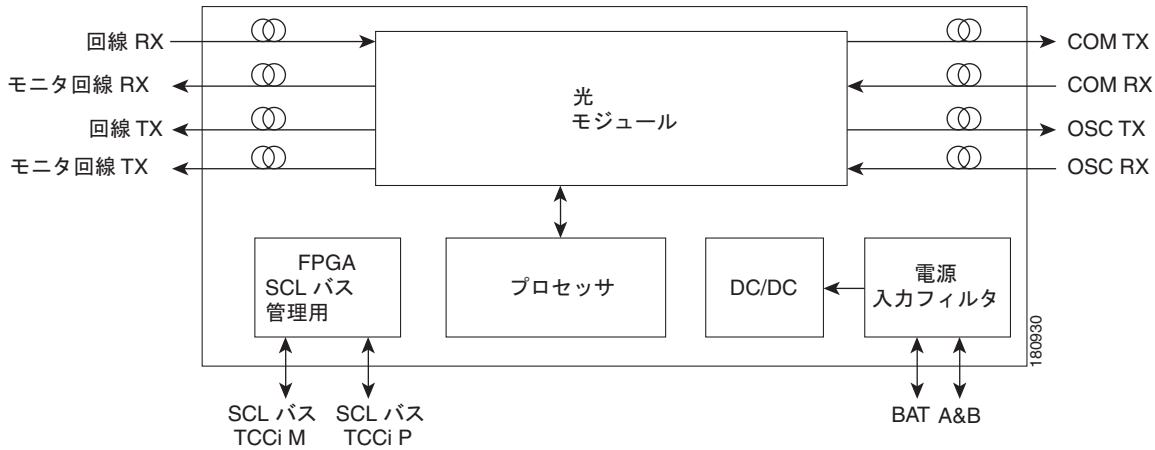 回線 RX
モニタ回線 RX
回線 TX
モニタ回線 TX
光
モジュール
COM TX
COM RX
OSC TX
OSC RX
FPGA
SCL バス
管理用
プロセッサ
DC/DC
電源
入力フィルタ
180930
SCL バス
TCCi M
SCL バス
TCCi P
BAT A&B